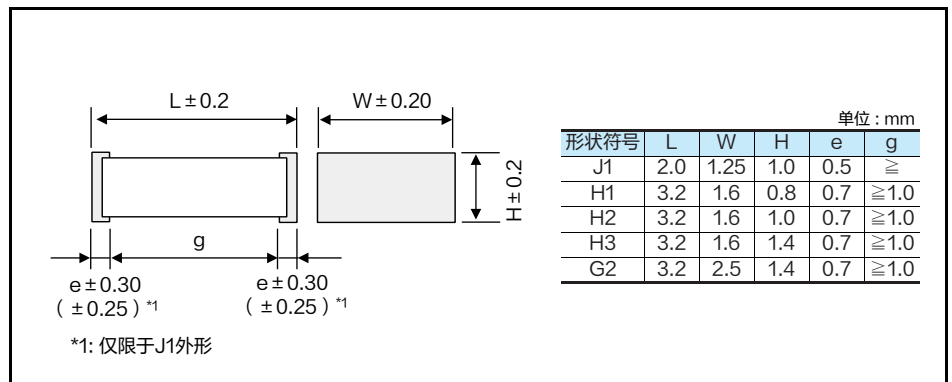 L±0.2
W±0.20
H±0.2
g
e±0.30
(±0.25) *1
e±0.30
(±0.25) *1
*1: 仅限于J1外形
单位 : mm
形状符号 L W H e g
J1 2.0 1.25 1.0 0.5 ≧
H1 3.2 1.6 0.8 0.7 ≧1.0
H2 3.2 1.6 1.0 0.7 ≧1.0
H3 3.2 1.6 1.4 0.7 ≧1.0
G2 3.2 2.5 1.4 0.7 ≧1.0